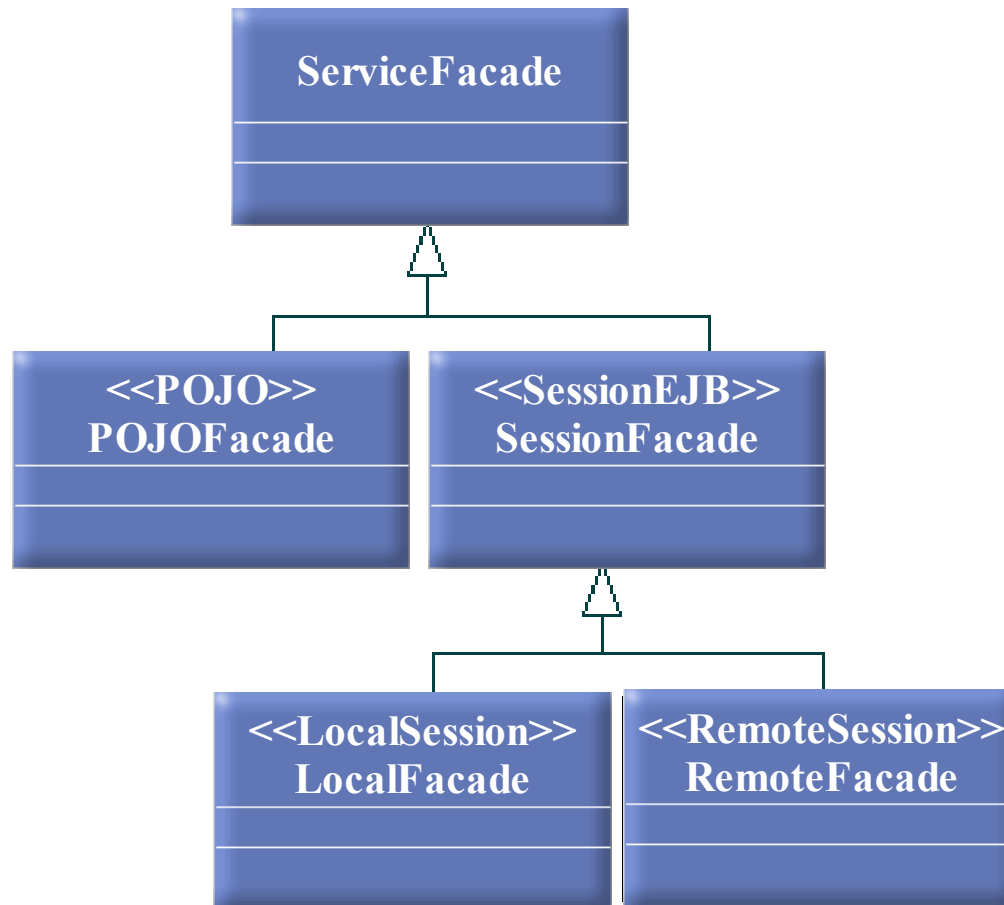 ServiceFacade
<<POJO>>
POJOFacade
<<SessionEJB>>
SessionFacade
<<LocalSession>>
LocalFacade
<<RemoteSession>>
RemoteFacade